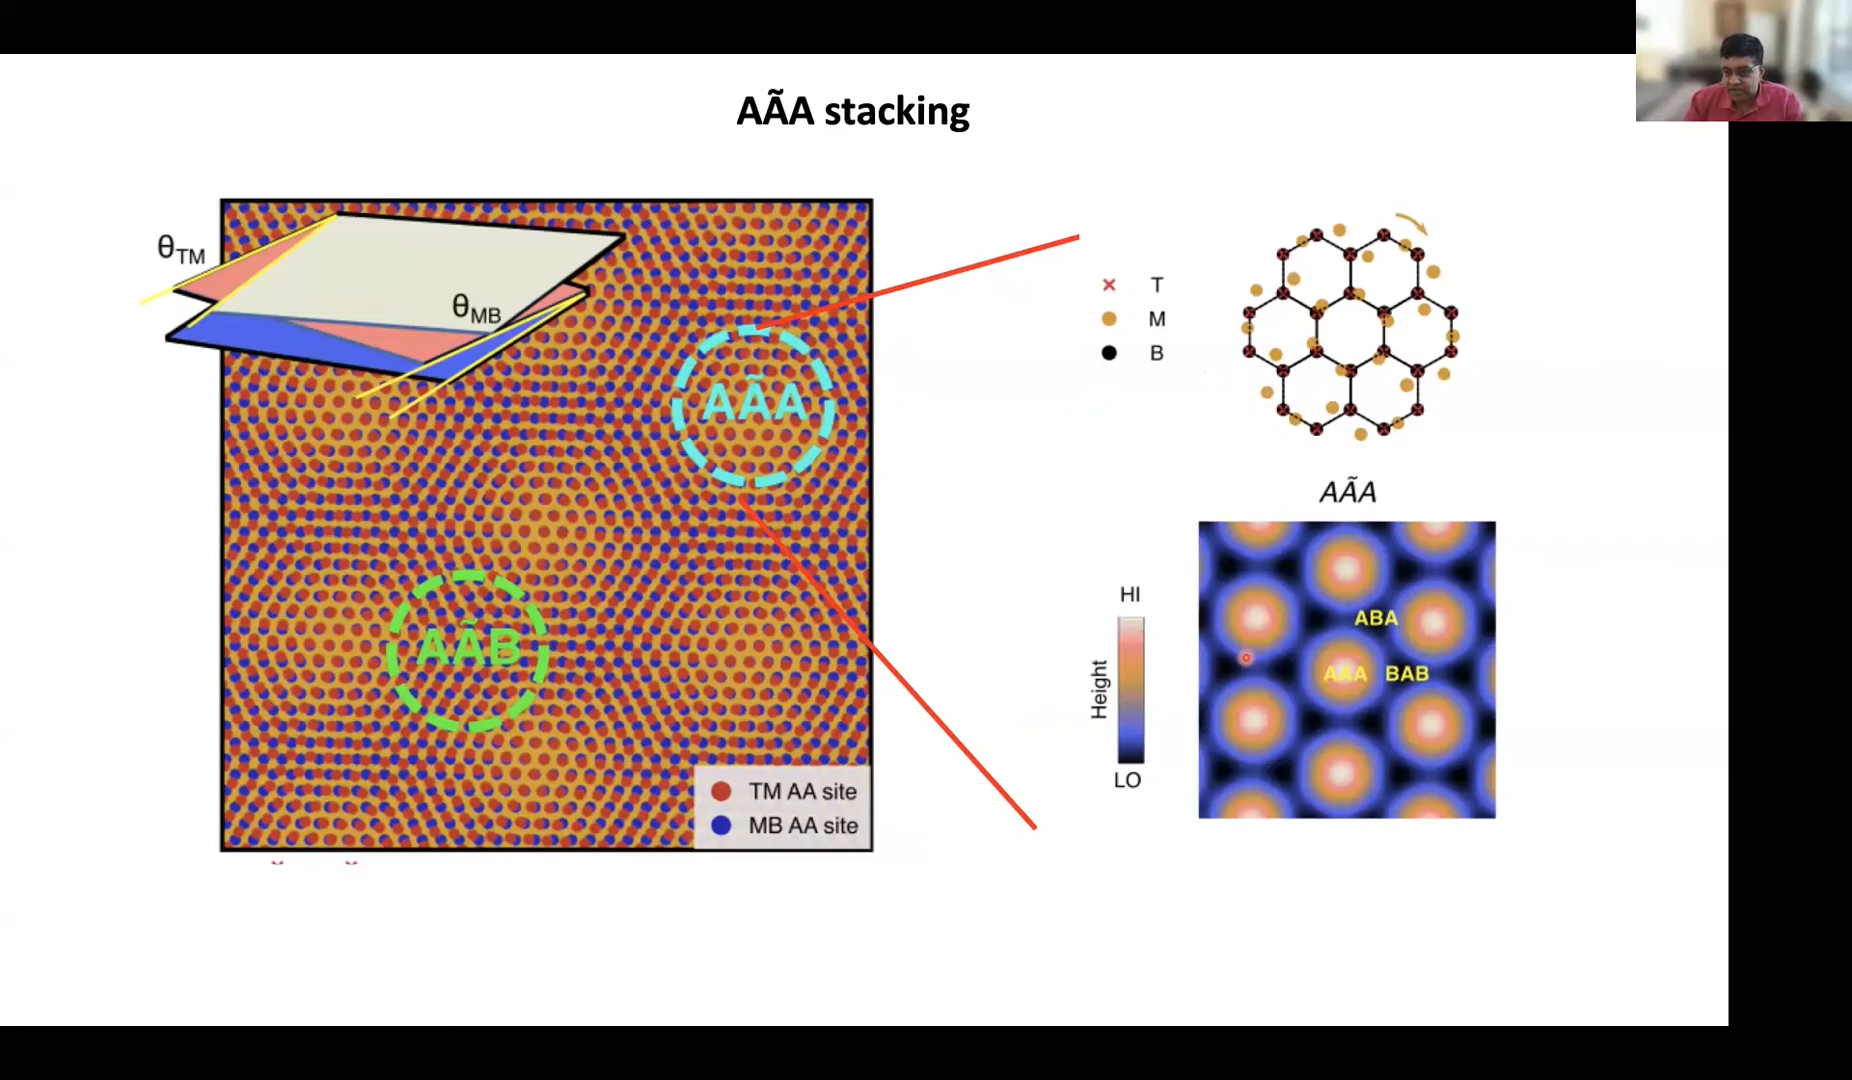 AÃA stacking
θTM
θMB
AÃA
AÃB
TM AA site
MB AA site
T
M
B
AÃA
HI
Height
LO
ABA
AAA BAB